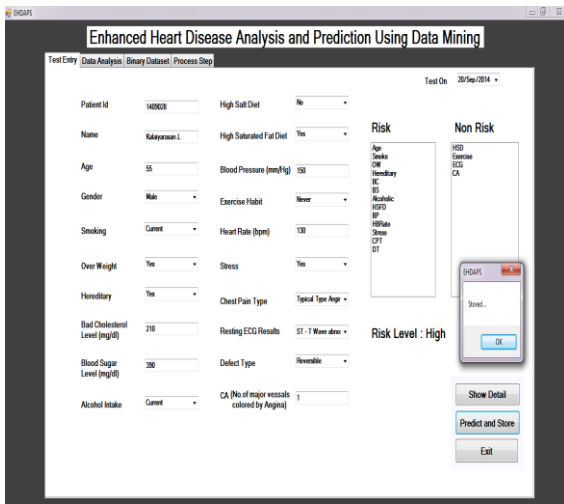 EHDAPS
Enhanced Heart Disease Analysis and Prediction Using Data Mining
Test Entry Data Analysis Binary Dataset Process Step
Test On 20/Sep/2014
Patient Id 1409028
Name Kalaiyarasan.L
Age 55
Gender Male
Smoking Current
Over Weight Yes
Hereditary Yes
Bad Cholesterol
Level (mg/dl) 210
Blood Sugar
Level (mg/dl) 390
Alcohol Intake Current
High Salt Diet No
High Saturated Fat Diet Yes
Blood Pressure (mm/Hg) 150
Exercise Habit Never
Heart Rate (bpm) 130
Stress Yes
Chest Pain Type Typical Type Angir
Resting ECG Results ST - T Wave abnor
Defect Type Reversable
CA (No.of major vessals
colored by Angina) 1
Risk
Age
Smoke
OW
Hereditary
BC
BS
Alcoholic
HSFD
BP
HBRate
Stress
CPT
DT
Non Risk
HSD
Exercise
ECG
CA
Risk Level : High
EHDAPS
Stored...
OK
Show Detail
Predict and Store
Exit